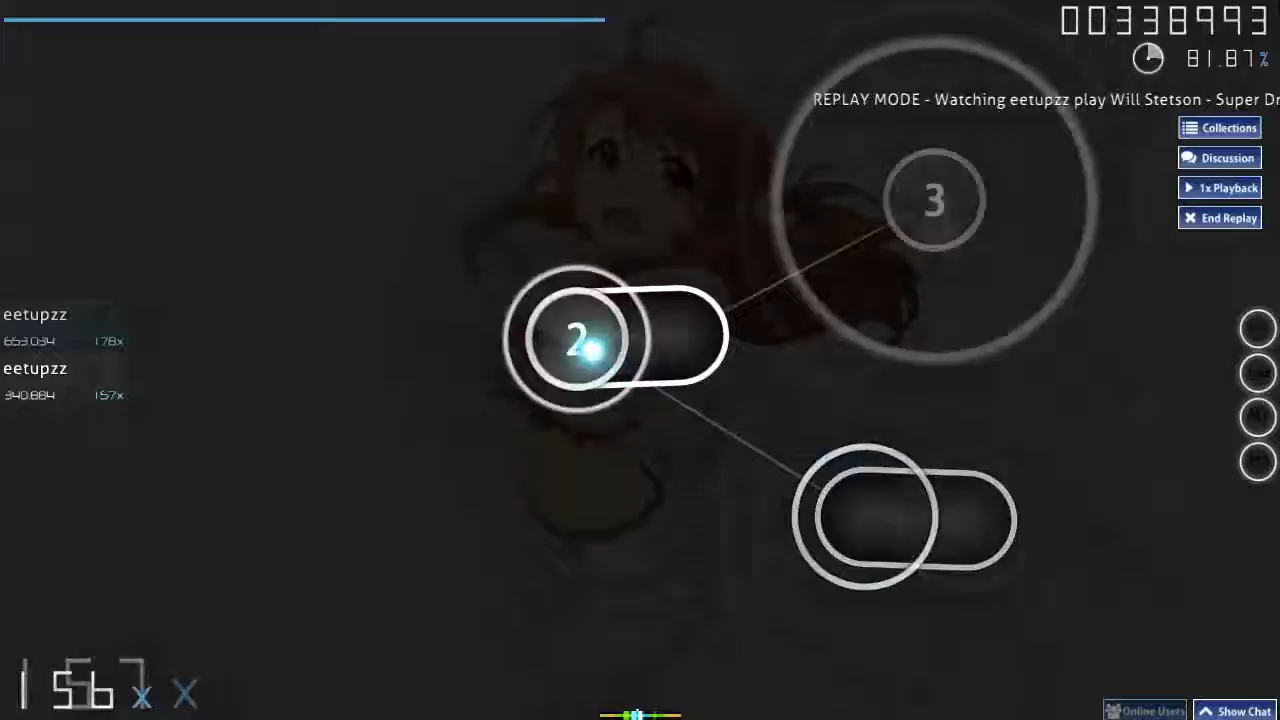 00338993
81.87%
REPLAY MODE - Watching eetupzz play Will Stetson - Super Dr
Collections
Discussion
1x Playback
End Replay
3
2
eetupzz
653,034 178x
eetupzz
340,884 157x
156x
Online Users
Show Chat